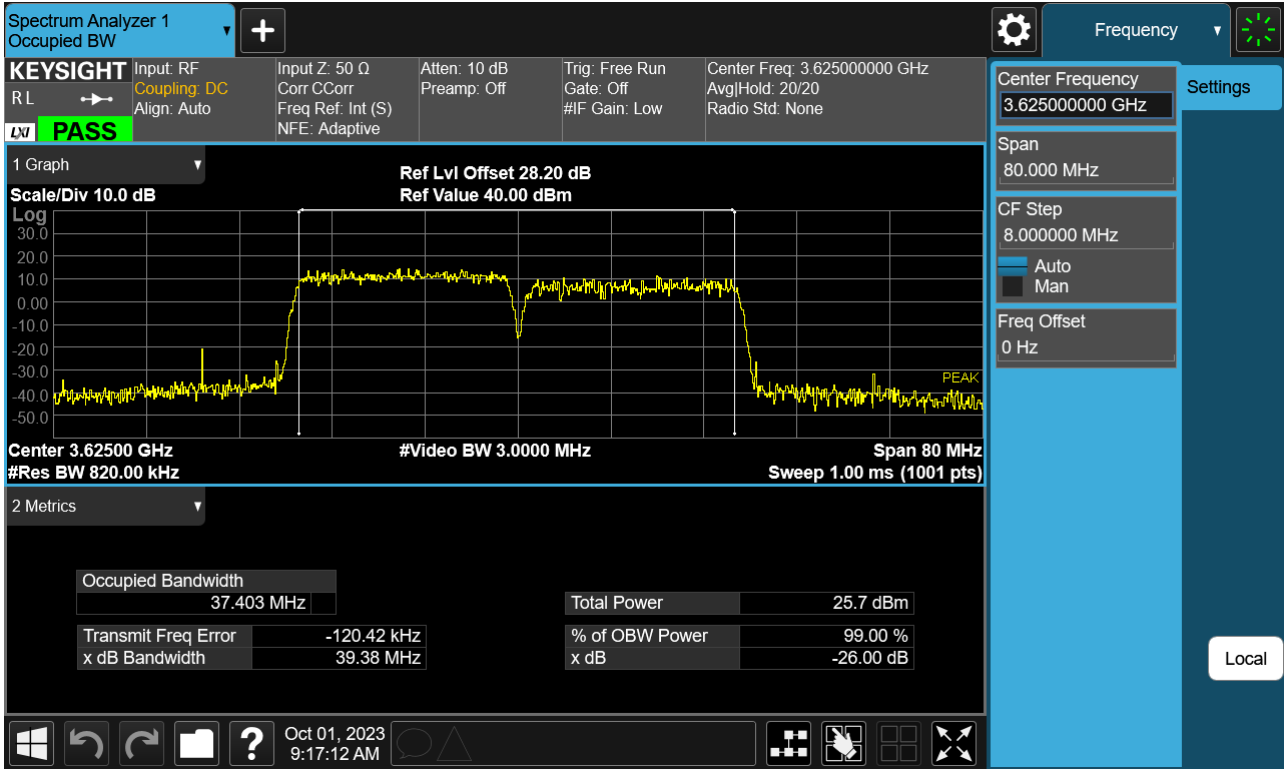 Spectrum Analyzer 1
Occupied BW
Frequency
KEYSIGHT
R L
LXI
PASS
Input: RF
Coupling: DC
Align: Auto
Input Z: 50 Ω
Corr CCorr
Freq Ref: Int (S)
NFE: Adaptive
Atten: 10 dB
Preamp: Off
Trig: Free Run
Gate: Off
#IF Gain: Low
Center Freq: 3.625000000 GHz
Avg|Hold: 20/20
Radio Std: None
Center Frequency
3.625000000 GHz
Settings
Span
80.000 MHz
CF Step
8.000000 MHz
Auto
Man
Freq Offset
0 Hz
1 Graph
Scale/Div 10.0 dB
Ref Lvl Offset 28.20 dB
Ref Value 40.00 dBm
Log
30.0
20.0
10.0
0.00
-10.0
-20.0
-30.0
-40.0
-50.0
PEAK
Center 3.62500 GHz
#Video BW 3.0000 MHz
Span 80 MHz
#Res BW 820.00 kHz
Sweep 1.00 ms (1001 pts)
2 Metrics
Occupied Bandwidth
37.403 MHz
Transmit Freq Error -120.42 kHz
x dB Bandwidth 39.38 MHz
Total Power 25.7 dBm
% of OBW Power 99.00 %
x dB -26.00 dB
Local
?
Oct 01, 2023
9:17:12 AM